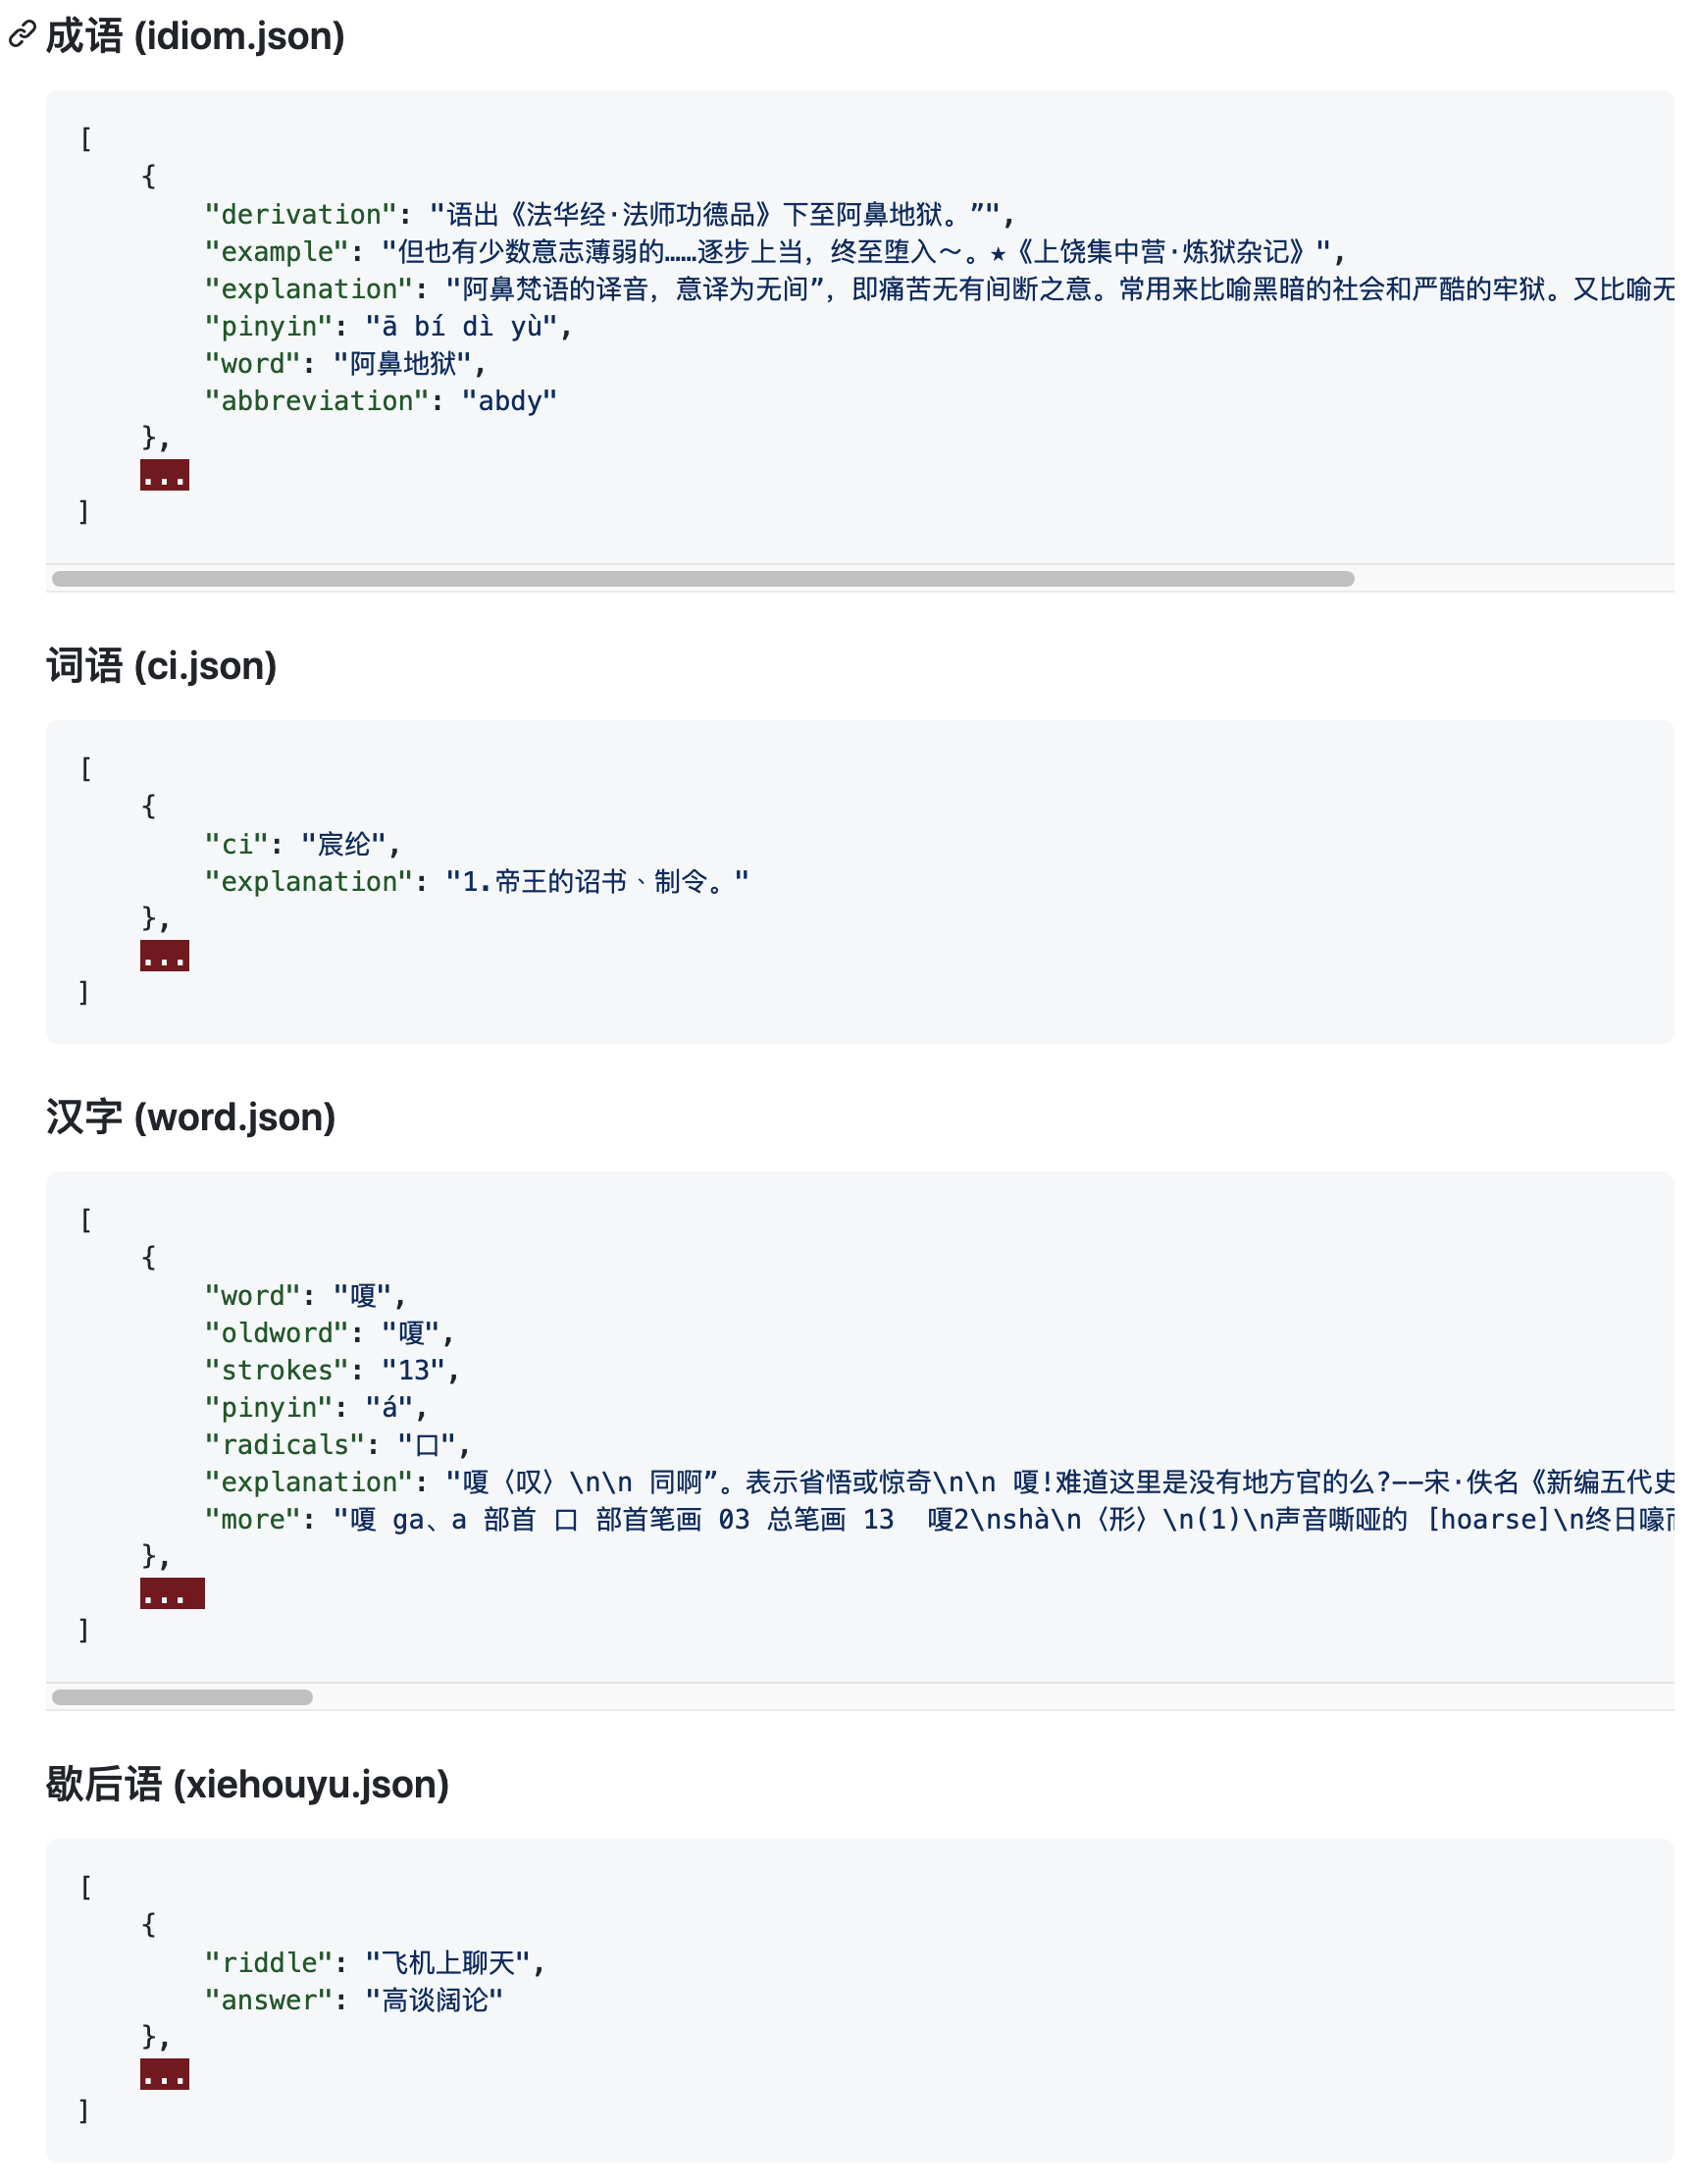 成语 (idiom.json)
[
    {
        "derivation": "语出《法华经·法师功德品》下至阿鼻地狱。”",
        "example": "但也有少数意志薄弱的……逐步上当，终至堕入～。★《上饶集中营·炼狱杂记》",
        "explanation": "阿鼻梵语的译音，意译为无间”，即痛苦无有间断之意。常用来比喻黑暗的社会和严酷的牢狱。又比喻无
        "pinyin": "ā bí dì yù",
        "word": "阿鼻地狱",
        "abbreviation": "abdy"
    },
    ...
]
词语 (ci.json)
[
    {
        "ci": "宸纶",
        "explanation": "1.帝王的诏书﹑制令。"
    },
    ...
]
汉字 (word.json)
[
    {
        "word": "嗄",
        "oldword": "嗄",
        "strokes": "13",
        "pinyin": "á",
        "radicals": "口",
        "explanation": "嗄〈叹〉\n\n 同啊”。表示省悟或惊奇\n\n 嗄!难道这里是没有地方官的么?--宋·佚名《新编五代史
        "more": "嗄 ga、a 部首 口 部首笔画 03 总笔画 13  嗄2\nshà\n〈形〉\n(1)\n声音嘶哑的 [hoarse]\n终日嚎而
    },
    ...
]
歇后语 (xiehouyu.json)
[
    {
        "riddle": "飞机上聊天",
        "answer": "高谈阔论"
    },
    ...
]